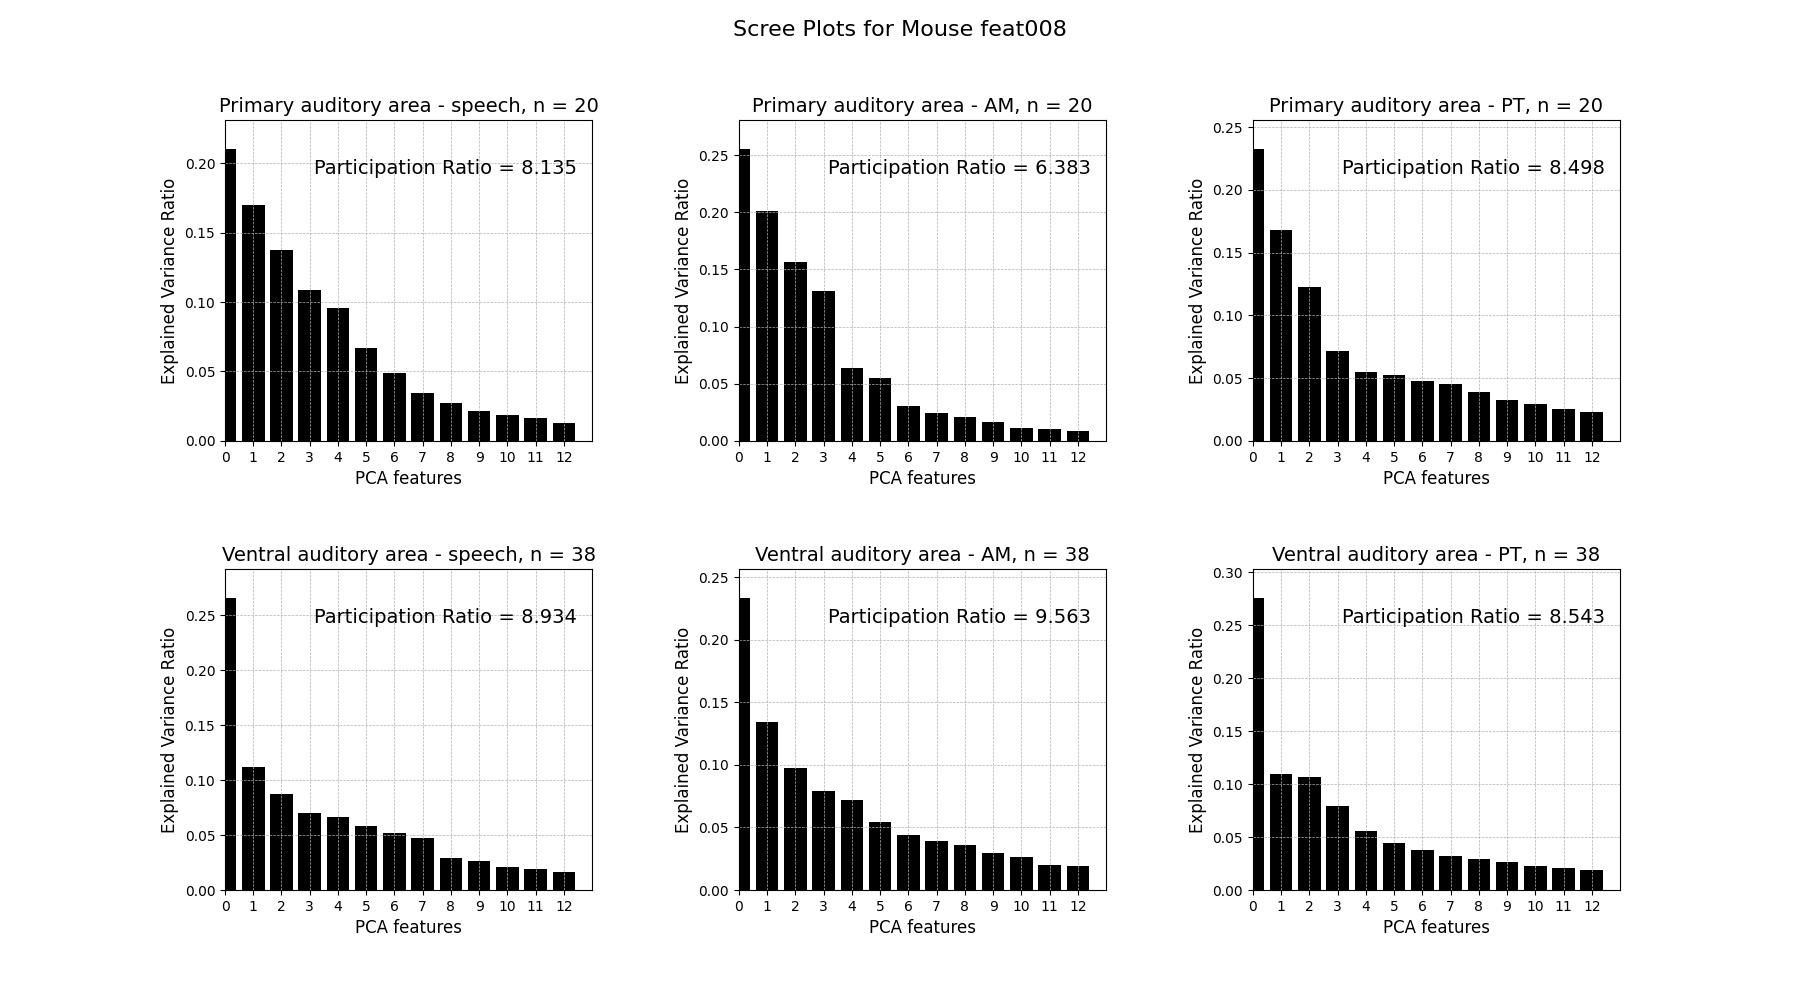 Scree Plots for Mouse feat008
Primary auditory area - speech, n = 20
Participation Ratio = 8.135
Explained Variance Ratio
0.20
0.15
0.10
0.05
0.00
0 1 2 3 4 5 6 7 8 9 10 11 12
PCA features
Primary auditory area - AM, n = 20
Participation Ratio = 6.383
Explained Variance Ratio
0.25
0.20
0.15
0.10
0.05
0.00
0 1 2 3 4 5 6 7 8 9 10 11 12
PCA features
Primary auditory area - PT, n = 20
Participation Ratio = 8.498
Explained Variance Ratio
0.25
0.20
0.15
0.10
0.05
0.00
0 1 2 3 4 5 6 7 8 9 10 11 12
PCA features
Ventral auditory area - speech, n = 38
Participation Ratio = 8.934
Explained Variance Ratio
0.25
0.20
0.15
0.10
0.05
0.00
0 1 2 3 4 5 6 7 8 9 10 11 12
PCA features
Ventral auditory area - AM, n = 38
Participation Ratio = 9.563
Explained Variance Ratio
0.25
0.20
0.15
0.10
0.05
0.00
0 1 2 3 4 5 6 7 8 9 10 11 12
PCA features
Ventral auditory area - PT, n = 38
Participation Ratio = 8.543
Explained Variance Ratio
0.30
0.25
0.20
0.15
0.10
0.05
0.00
0 1 2 3 4 5 6 7 8 9 10 11 12
PCA features